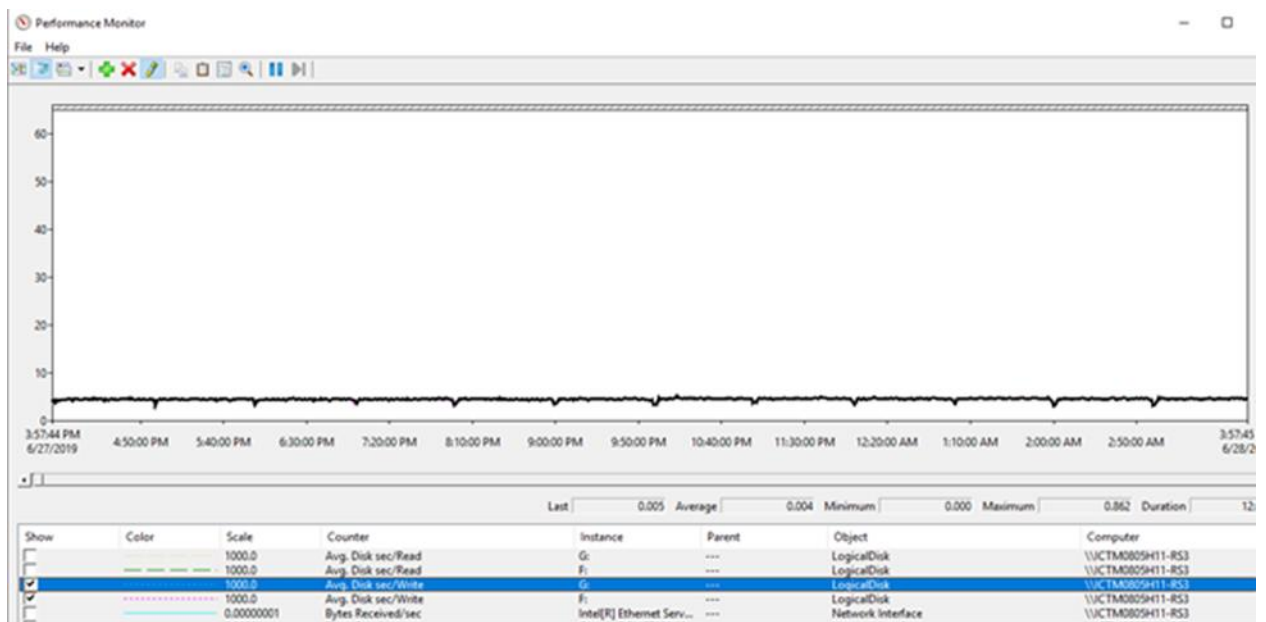 Performance Monitor
File Help
60
50
40
30
20
10
0
3:57:44 PM 4:50:00 PM 5:40:00 PM 6:30:00 PM 7:20:00 PM 8:10:00 PM 9:00:00 PM 9:50:00 PM 10:40:00 PM 11:30:00 PM 12:20:00 AM 1:10:00 AM 2:00:00 AM 2:50:00 AM 3:57:45
6/27/2019 6/28/2
Last 0.005 Average 0.004 Minimum 0.000 Maximum 0.862 Duration 12:
Show Color Scale Counter Instance Parent Object Computer
1000.0 Avg. Disk sec/Read G: --- LogicalDisk \\JCTM0805H11-RS3
1000.0 Avg. Disk sec/Read F: --- LogicalDisk \\JCTM0805H11-RS3
1000.0 Avg. Disk sec/Write G: --- LogicalDisk \\JCTM0805H11-RS3
1000.0 Avg. Disk sec/Write F: --- LogicalDisk \\JCTM0805H11-RS3
0.00000001 Bytes Received/sec Intel[R] Ethernet Serv... --- Network Interface \\JCTM0805H11-RS3